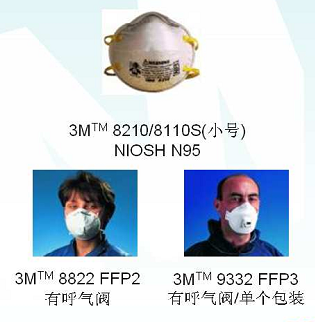 3M™ 8210/8110S(小号)
NIOSH N95
3M™ 8822 FFP2
有呼气阀
3M™ 9332 FFP3
有呼气阀/单个包装